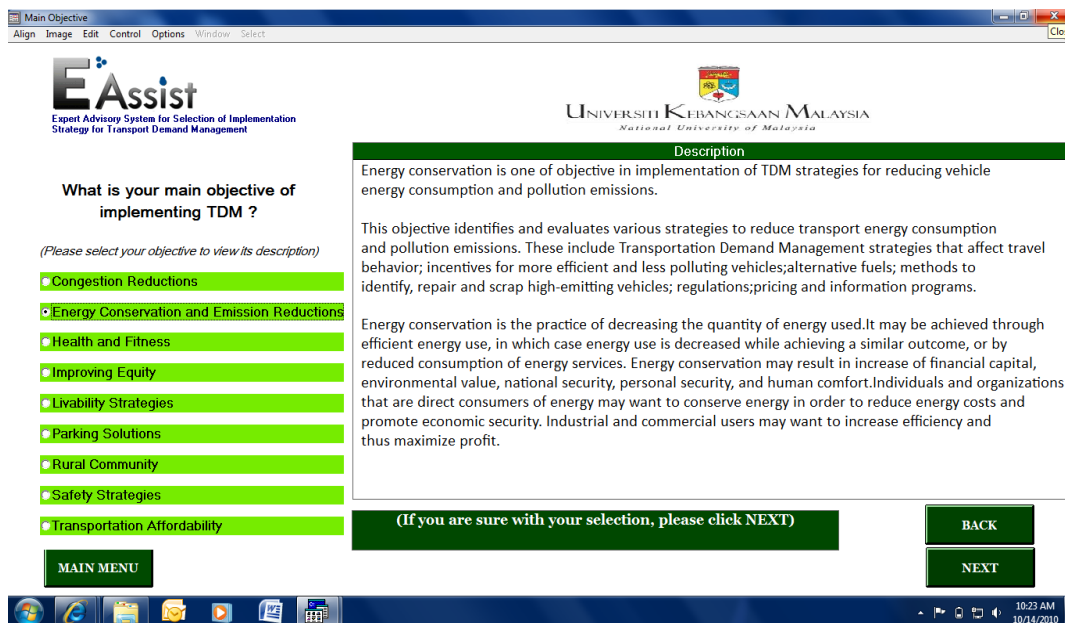 Main Objective
Align Image Edit Control Options Window Select
Clo
E Assist
Expert Advisory System for Selection of Implementation
Strategy for Transport Demand Management
UNIVERSITI KEBANGSAAN MALAYSIA
National University of Malaysia
What is your main objective of
implementing TDM ?
(Please select your objective to view its description)
Congestion Reductions
Energy Conservation and Emission Reductions
Health and Fitness
Improving Equity
Livability Strategies
Parking Solutions
Rural Community
Safety Strategies
Transportation Affordability
MAIN MENU
Description
Energy conservation is one of objective in implementation of TDM strategies for reducing vehicle
energy consumption and pollution emissions.
This objective identifies and evaluates various strategies to reduce transport energy consumption
and pollution emissions. These include Transportation Demand Management strategies that affect travel
behavior; incentives for more efficient and less polluting vehicles;alternative fuels; methods to
identify, repair and scrap high-emitting vehicles; regulations;pricing and information programs.
Energy conservation is the practice of decreasing the quantity of energy used.It may be achieved through
efficient energy use, in which case energy use is decreased while achieving a similar outcome, or by
reduced consumption of energy services. Energy conservation may result in increase of financial capital,
environmental value, national security, personal security, and human comfort.Individuals and organizations
that are direct consumers of energy may want to conserve energy in order to reduce energy costs and
promote economic security. Industrial and commercial users may want to increase efficiency and
thus maximize profit.
(If you are sure with your selection, please click NEXT)
BACK
NEXT
10:23 AM
10/14/2010